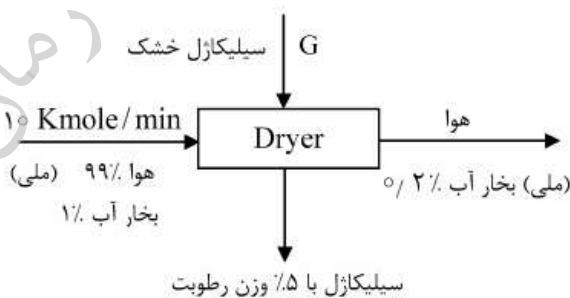 سیلیکاژل خشک G
۱۰ Kmole/min
Dryer
هوا
(ملی) هوا ٪۹۹
بخار آب ٪۱
(ملی) بخار آب ٪۰/۲
سیلیکاژل با ۵٪ وزن رطوبت